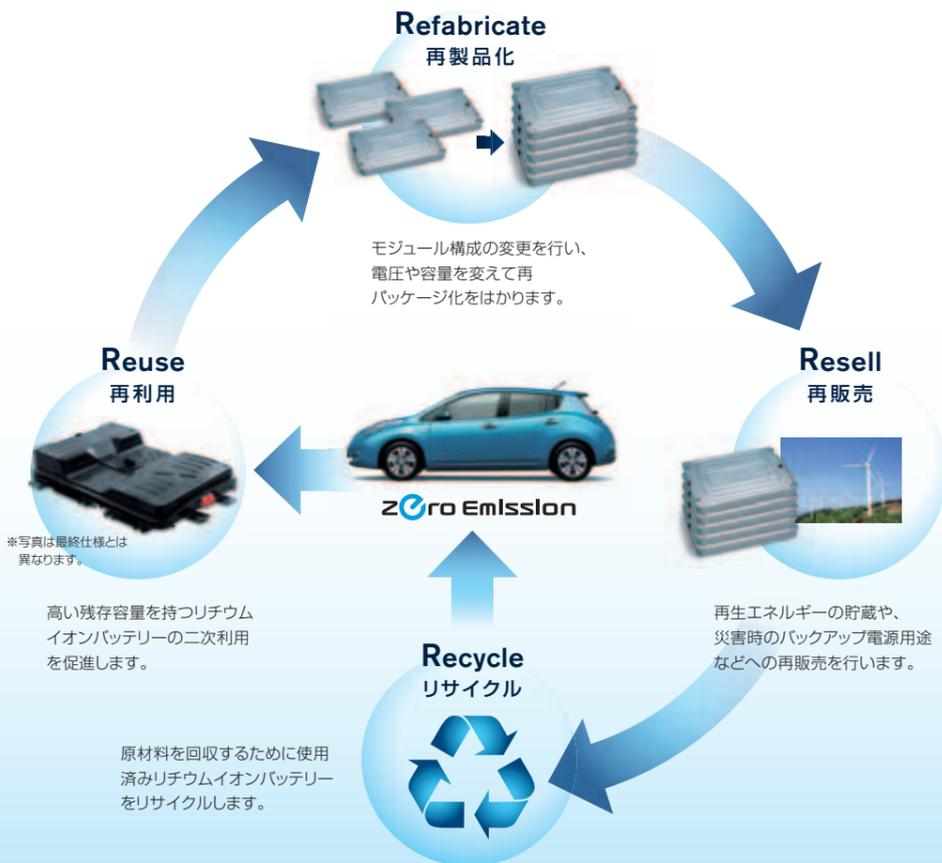 Refabricate
再製品化
モジュール構成の変更を行い、
電圧や容量を変えて再
パッケージ化をはかります。
Reuse
再利用
※写真は最終仕様とは
異なります。
高い残存容量を持つリチウム
イオンバッテリーの二次利用
を促進します。
zero Emission
Resell
再販売
再生エネルギーの貯蔵や、
災害時のバックアップ電源用途
などへの再販売を行います。
Recycle
リサイクル
原材料を回収するために使用
済みリチウムイオンバッテリー
をリサイクルします。